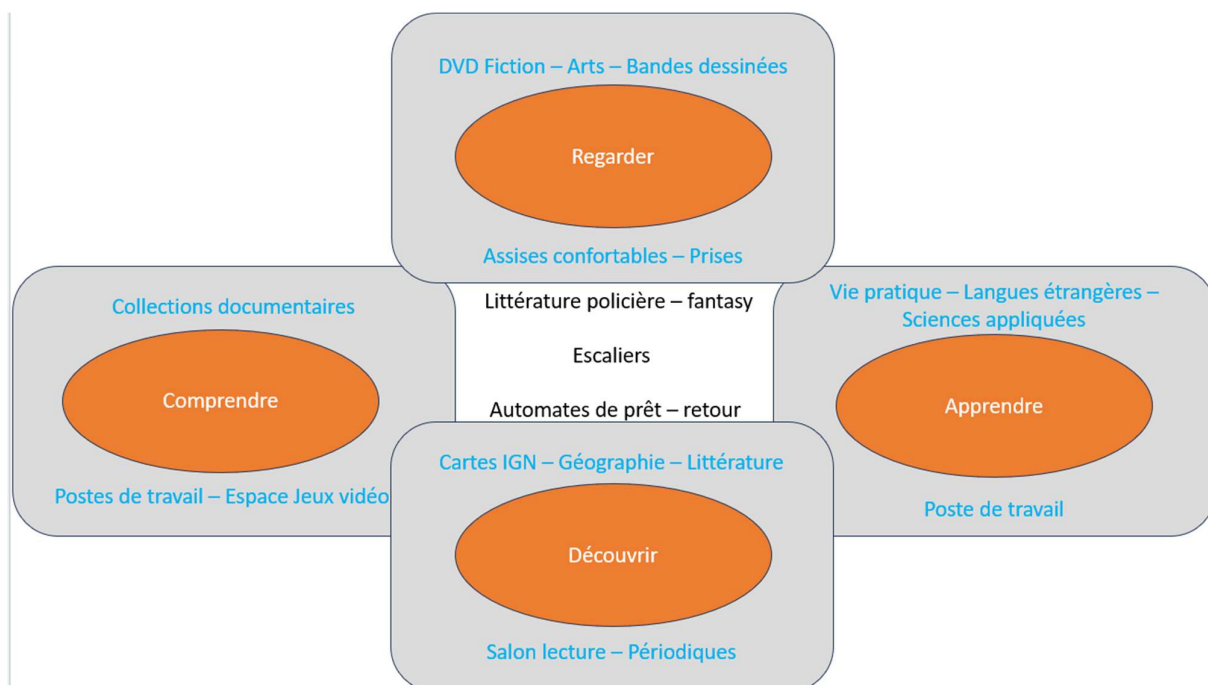 DVD Fiction – Arts – Bandes dessinées
Regarder
Assises confortables – Prises
Collections documentaires
Comprendre
Postes de travail – Espace Jeux vidéo
Littérature policière – fantasy
Escaliers
Automates de prêt – retour
Vie pratique – Langues étrangères –
Sciences appliquées
Apprendre
Poste de travail
Cartes IGN – Géographie – Littérature
Découvrir
Salon lecture – Périodiques